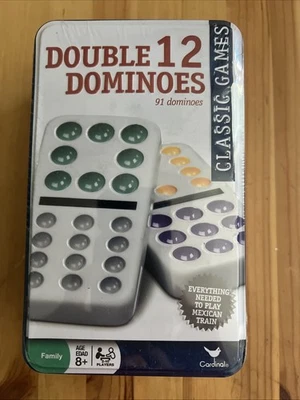 DOUBLE 12
DOMINOES
91 dominoes
CLASSIC GAMES
EVERYTHING
NEEDED
TO PLAY
MEXICAN
TRAIN
Family
AGE
EDAD
8+
PLAYERS
Cardinal